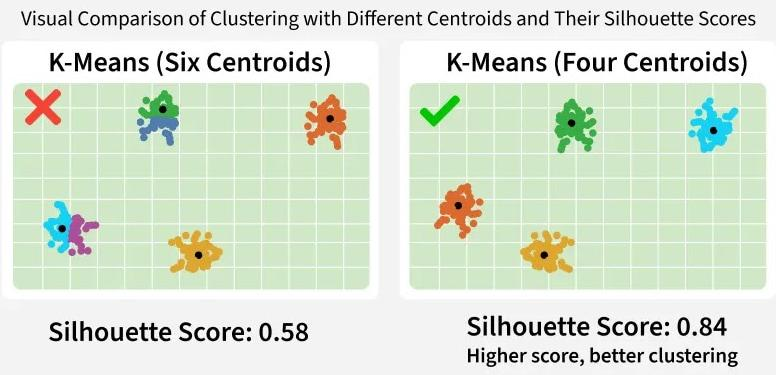 Visual Comparison of Clustering with Different Centroids and Their Silhouette Scores
K-Means (Six Centroids)
K-Means (Four Centroids)
Silhouette Score: 0.58
Silhouette Score: 0.84
Higher score, better clustering